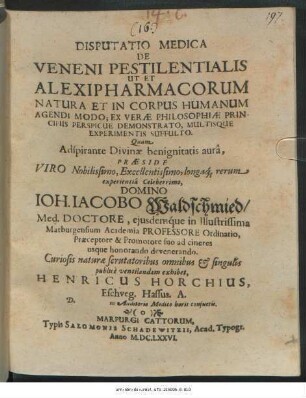 (16.)
197.
DISPUTATIO MEDICA
DE
VENENI PESTILENTIALIS
UT ET
ALEXIPHARMACORUM
NATURA ET IN CORPUS HUMANUM
AGENDI MODO; EX VERÆ PHILOSOPHIÆ PRIN-
CIPIIS PERSPICUE DEMONSTRATO, MULTISQUE
EXPERIMENTIS SUFFULTO.
Quam
Adspirante Divinæ benignitatis aurâ,
PRÆSIDE
VIRO Nobilissimo, Excellentissimo, longaq, rerum
experientiâ Celeberrimo,
DOMINO
IOH. IACOBO Waldschmied/
Med. DOCTORE, ejusdemque in Illustrissima
Marburgensium Academia PROFESSORE Ordinario,
Præceptore & Promotore suo ad cineres
usque honorando devenerando.
Curiosis naturæ scrutatoribus omnibus & singulis
publicè ventilandum exhibet,
HENRICUS HORCHIUS,
Eschveg. Hassus. A.
D. in Auditorio Medico horis consuetis.
(o)
MARPURGI CATTORUM,
Typis SALOMONIS SCHADEWITZII, Acad. Typogr.
Anno M.DC.LXXVI.